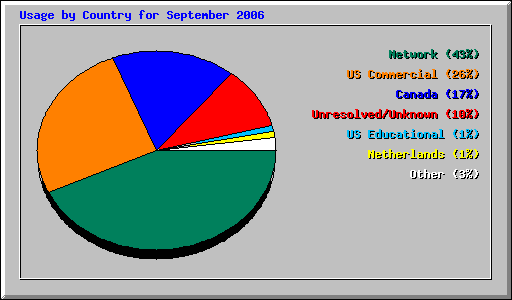 Usage by Country for September 2006
Network (43%)
US Commercial (26%)
Canada (17%)
Unresolved/Unknown (10%)
US Educational (1%)
Netherlands (1%)
Other (3%)